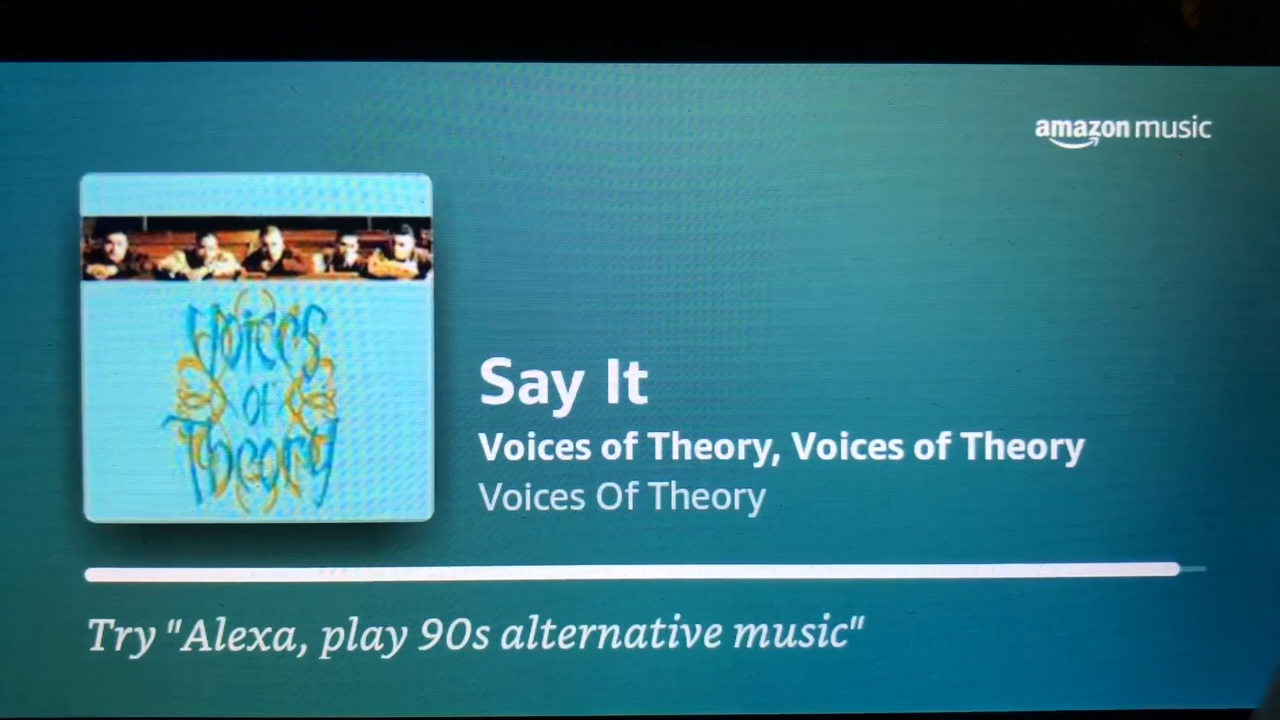 amazon music
Voices
of
Theory
Say It
Voices of Theory, Voices of Theory
Voices Of Theory
Try "Alexa, play 90s alternative music"